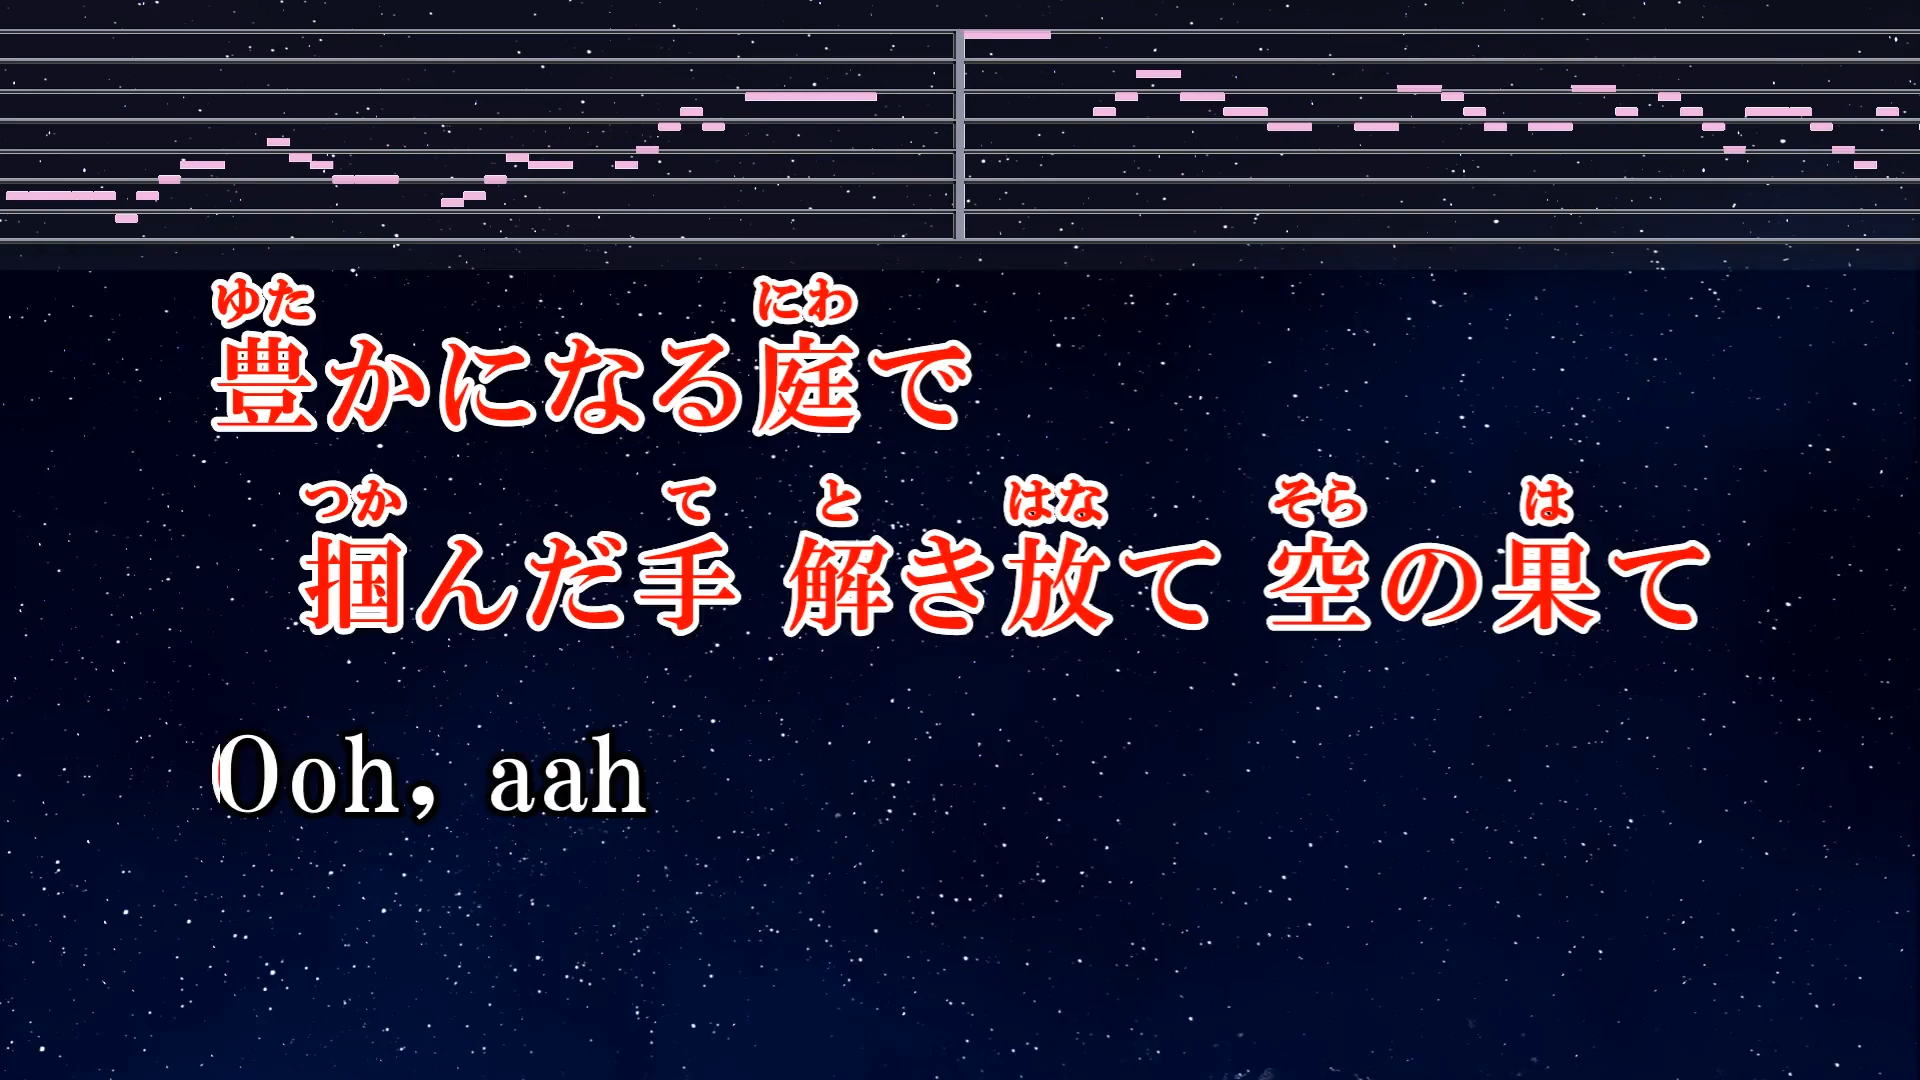 ゆた にわ
豊かになる庭で
つか て と はな そら は
掴んだ手 解き放て 空の果て
Ooh, aah